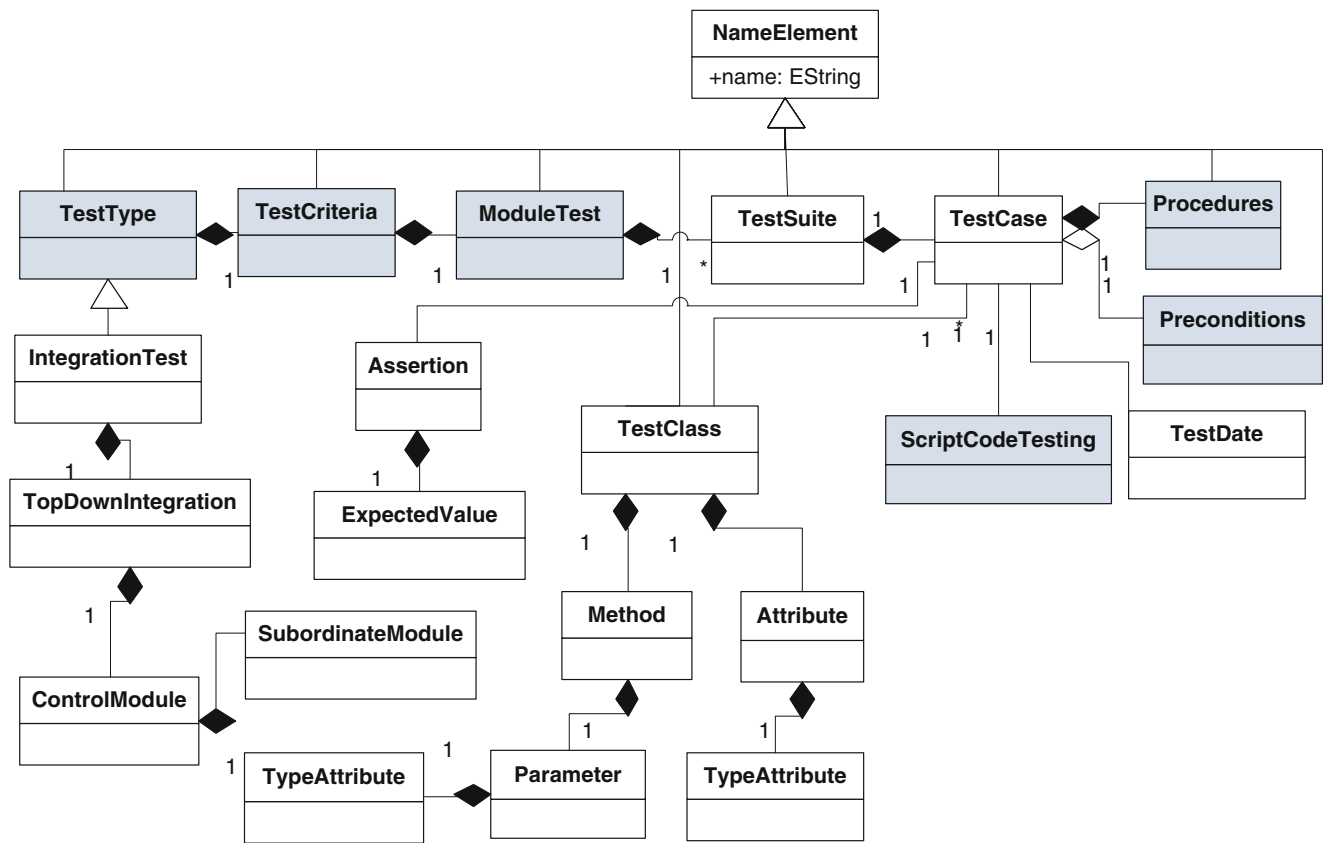 NameElement
+name: EString
TestType
TestCriteria
ModuleTest
TestSuite
TestCase
Procedures
1
1
1
1
*
1
1
1
Preconditions
1
1
*
1
1
IntegrationTest
Assertion
TestClass
ScriptCodeTesting
TestDate
1
1
TopDownIntegration
ExpectedValue
1
1
1
Method
Attribute
SubordinateModule
ControlModule
1
1
1
1
TypeAttribute
Parameter
TypeAttribute